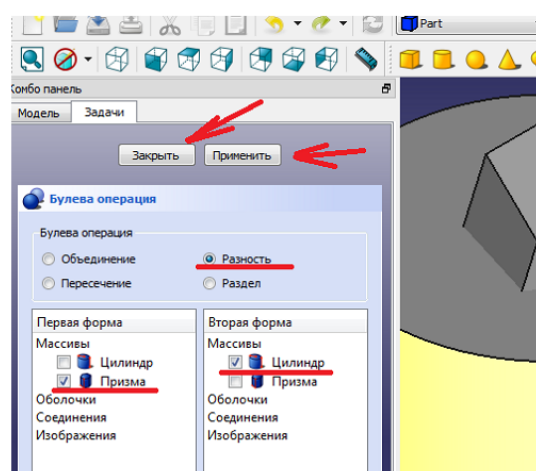 Part
Комбо панель
Модель Задачи
Закрыть Применить
Булева операция
Булева операция
Объединение Разность
Пересечение Раздел
Первая форма Вторая форма
Массивы Массивы
Цилиндр Цилиндр
Призма Призма
Оболочки Оболочки
Соединения Соединения
Изображения Изображения